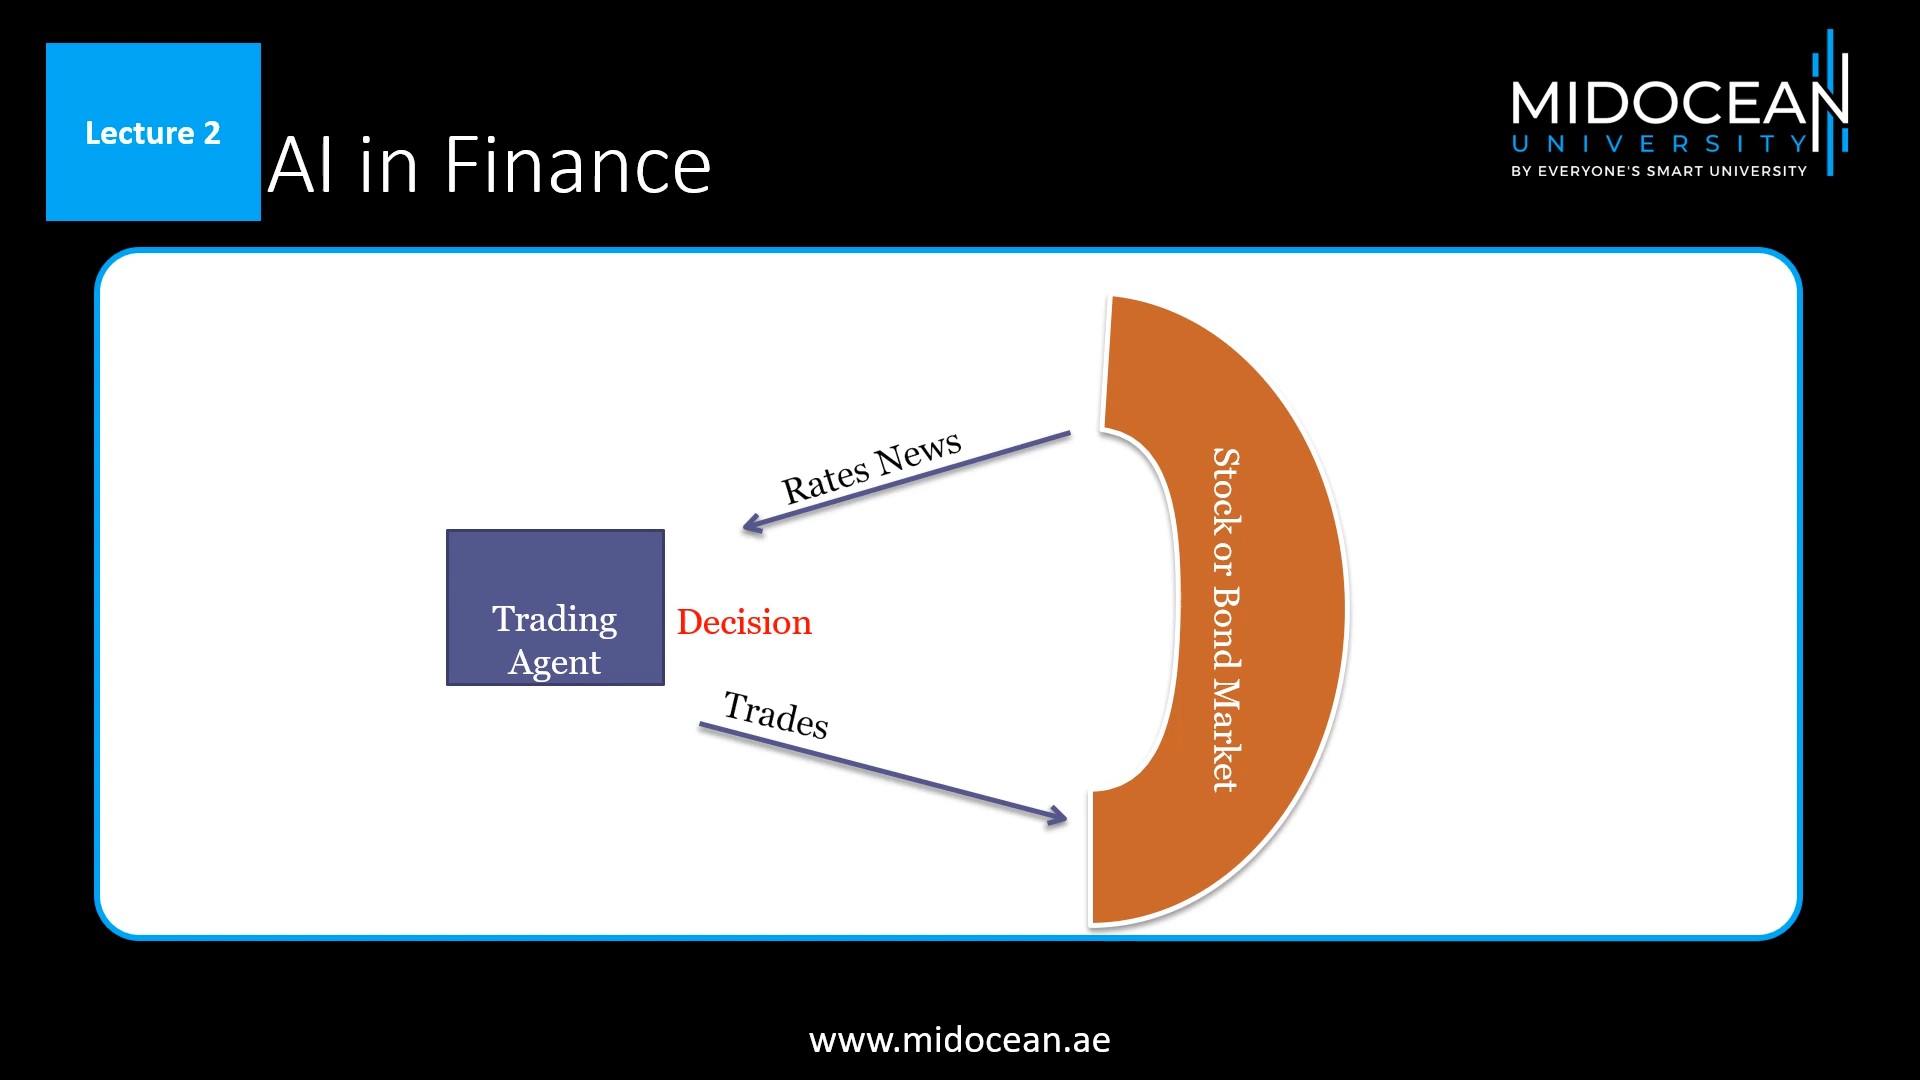 Lecture 2
AI in Finance
MIDOCEAN
UNIVERSITY
BY EVERYONE'S SMART UNIVERSITY
Rates News
Trading
Agent
Decision
Trades
Stock or Bond Market
www.midocean.ae